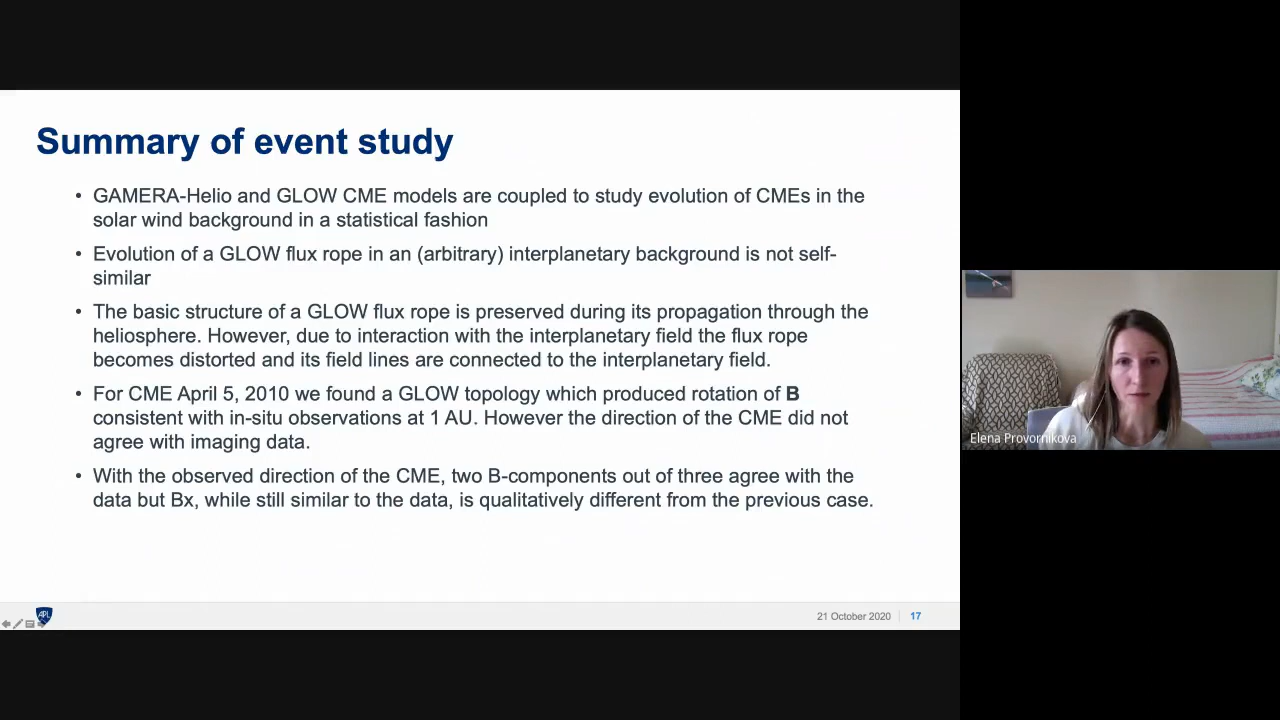 Summary of event study
• GAMERA-Helio and GLOW CME models are coupled to study evolution of CMEs in the
solar wind background in a statistical fashion
• Evolution of a GLOW flux rope in an (arbitrary) interplanetary background is not self-
similar
• The basic structure of a GLOW flux rope is preserved during its propagation through the
heliosphere. However, due to interaction with the interplanetary field the flux rope
becomes distorted and its field lines are connected to the interplanetary field.
• For CME April 5, 2010 we found a GLOW topology which produced rotation of B
consistent with in-situ observations at 1 AU. However the direction of the CME did not
agree with imaging data.
• With the observed direction of the CME, two B-components out of three agree with the
data but Bx, while still similar to the data, is qualitatively different from the previous case.
APL
21 October 2020 17
Elena Provornikova